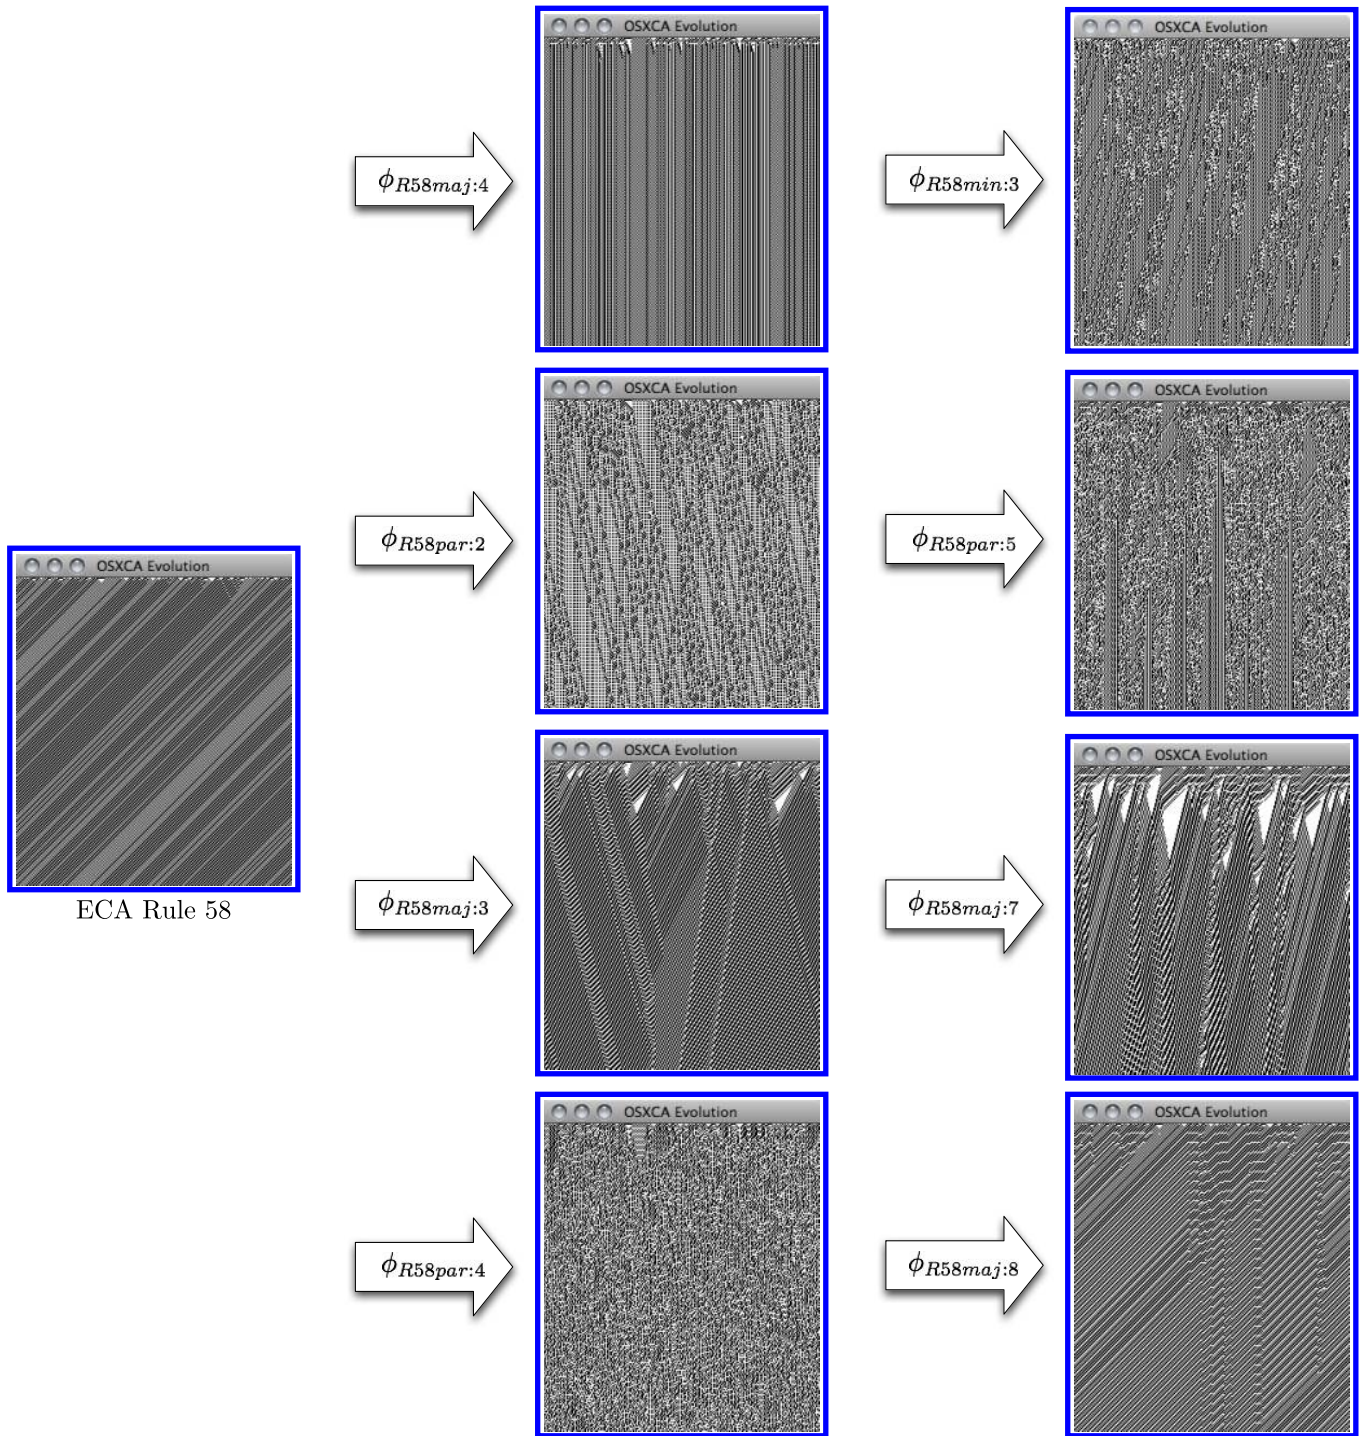 OSXCA Evolution
OSXCA Evolution
ϕR58maj:4
ϕR58min:3
OSXCA Evolution
OSXCA Evolution
ϕR58par:2
ϕR58par:5
OSXCA Evolution
ECA Rule 58
OSXCA Evolution
OSXCA Evolution
ϕR58maj:3
ϕR58maj:7
OSXCA Evolution
OSXCA Evolution
ϕR58par:4
ϕR58maj:8